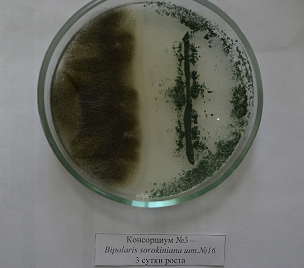 Консорциум №3 –
Bipolaris sorokiniana шт.№16
3 сутки роста